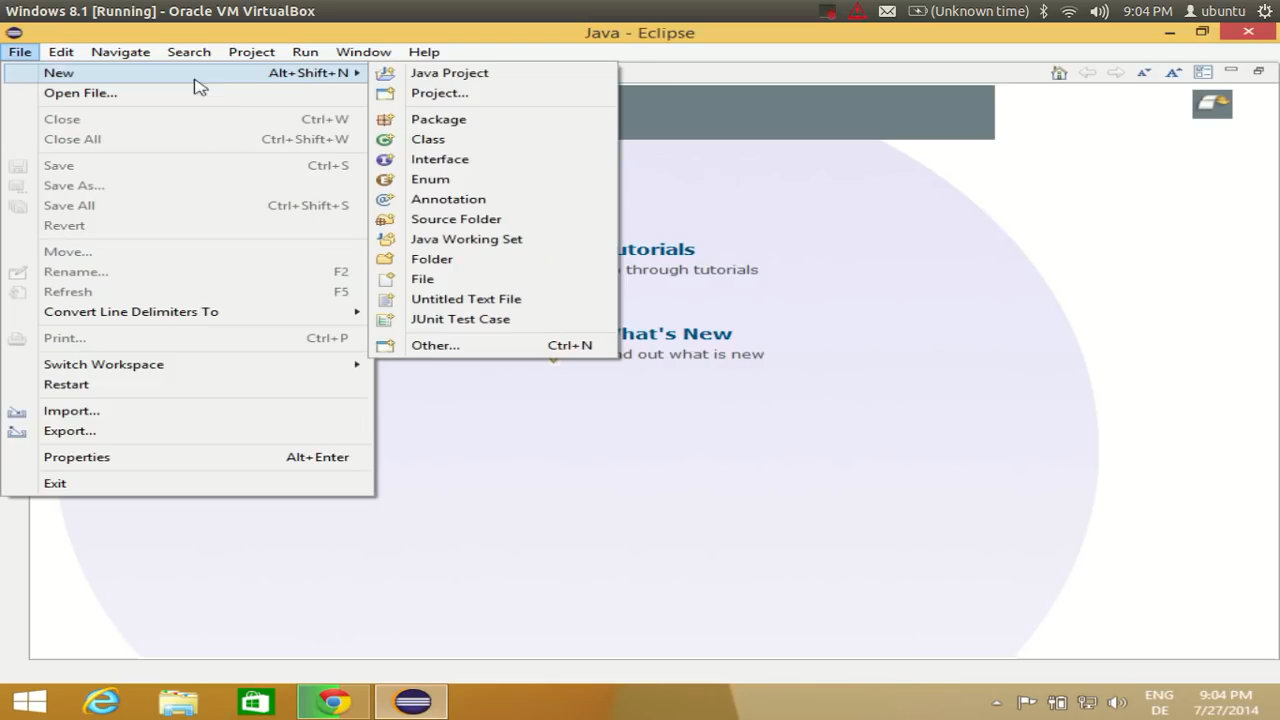 Windows 8.1 [Running] - Oracle VM VirtualBox
(Unknown time) 9:04 PM ubuntu
Java - Eclipse
File Edit Navigate Search Project Run Window Help
New Alt+Shift+N
Open File...
Close Ctrl+W
Close All Ctrl+Shift+W
Save Ctrl+S
Save As...
Save All Ctrl+Shift+S
Revert
Move...
Rename... F2
Refresh F5
Convert Line Delimiters To
Print... Ctrl+P
Switch Workspace
Restart
Import...
Export...
Properties Alt+Enter
Exit
Java Project
Project...
Package
Class
Interface
Enum
Annotation
Source Folder
Java Working Set
Folder
File
Untitled Text File
JUnit Test Case
Other... Ctrl+N
utorials
through tutorials
hat's New
nd out what is new
ENG 9:04 PM
DE 7/27/2014